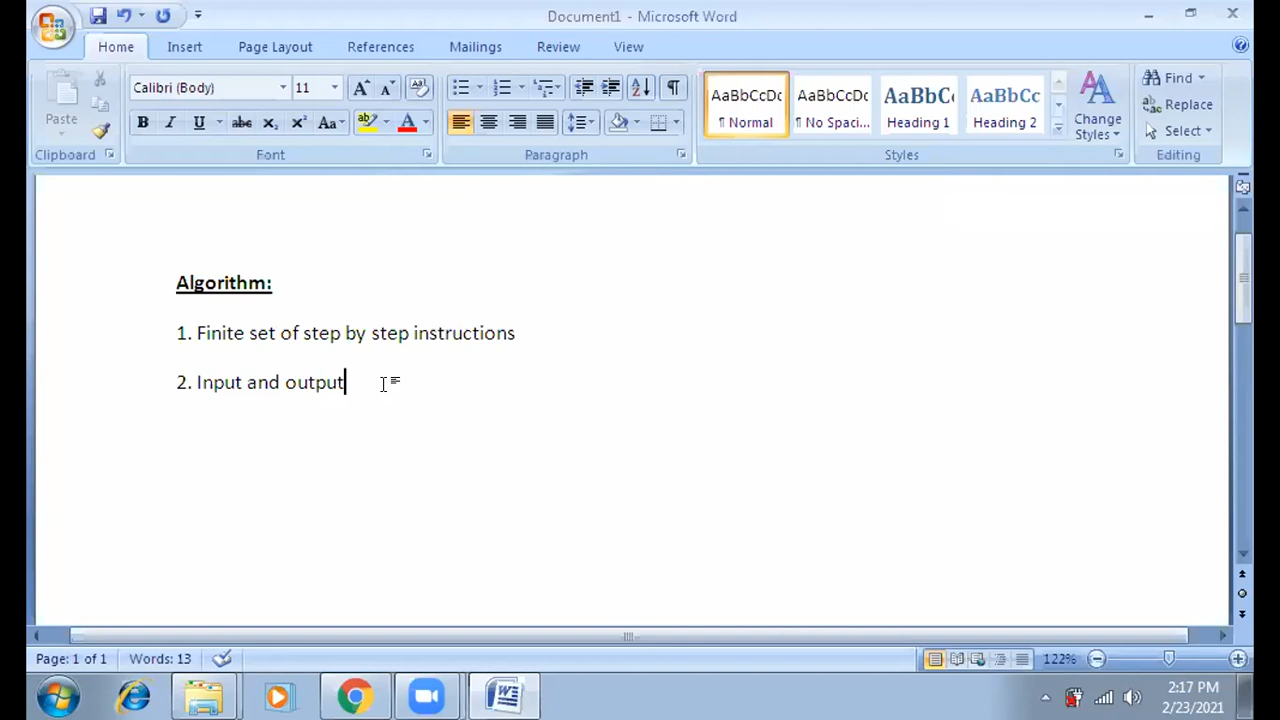 Document1 - Microsoft Word
Home Insert Page Layout References Mailings Review View
Calibri (Body) 11
AaBbCcDc AaBbCcDc AaBbC AaBbCc
Paste
¶ Normal ¶ No Spaci... Heading 1 Heading 2
Change Styles
Find
Replace
Select
Clipboard Font Paragraph Styles Editing
Algorithm:
1. Finite set of step by step instructions
2. Input and output
Page: 1 of 1 Words: 13 122%
2:17 PM
2/23/2021